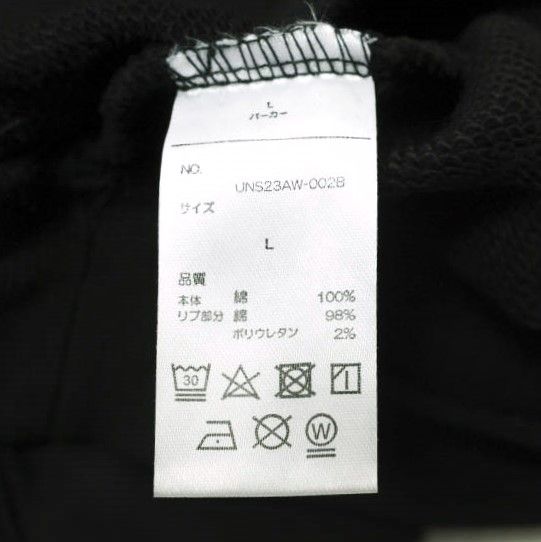 L
パーカー
NO.
UNS23AW-002B
サイズ
L
品質
本体 綿 100%
リブ部分 綿 98%
ポリウレタン 2%
30
W